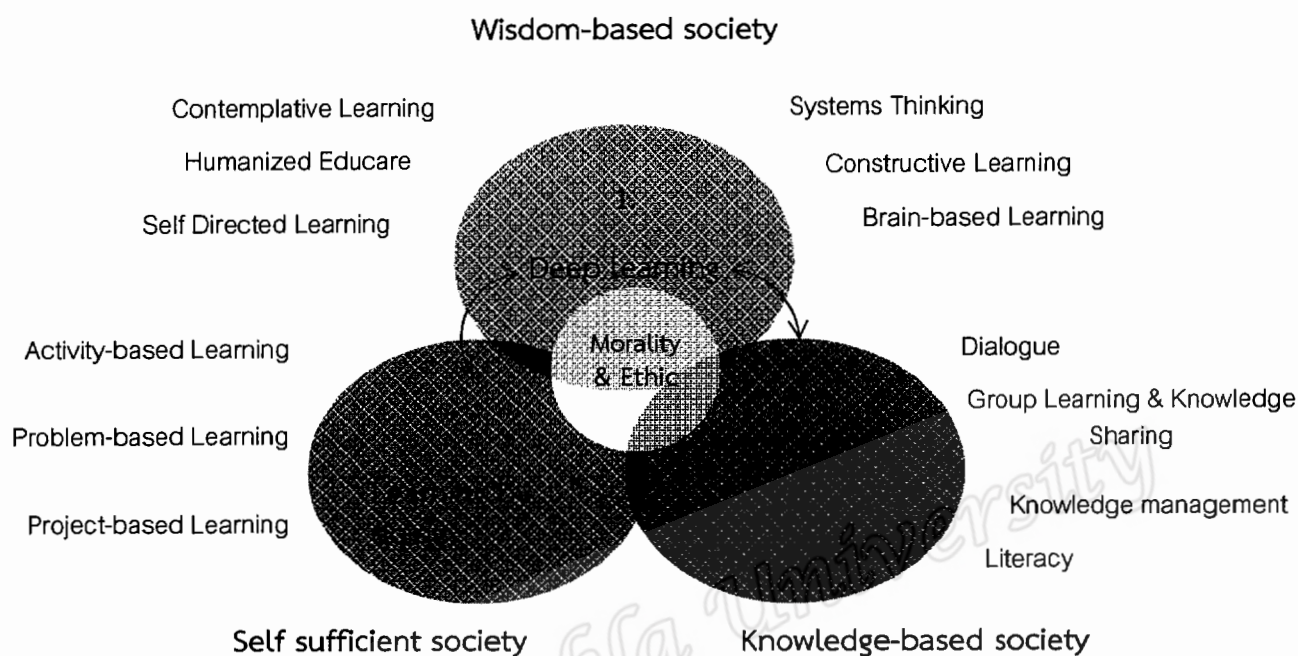 Wisdom-based society
Contemplative Learning
Humanized Educare
Self Directed Learning
Systems Thinking
Constructive Learning
Brain-based Learning
1.
Deep Learning
Morality
& Ethic
Activity-based Learning
Problem-based Learning
Project-based Learning
Dialogue
Group Learning & Knowledge
Sharing
Knowledge management
Literacy
Self sufficient society
Knowledge-based society
University